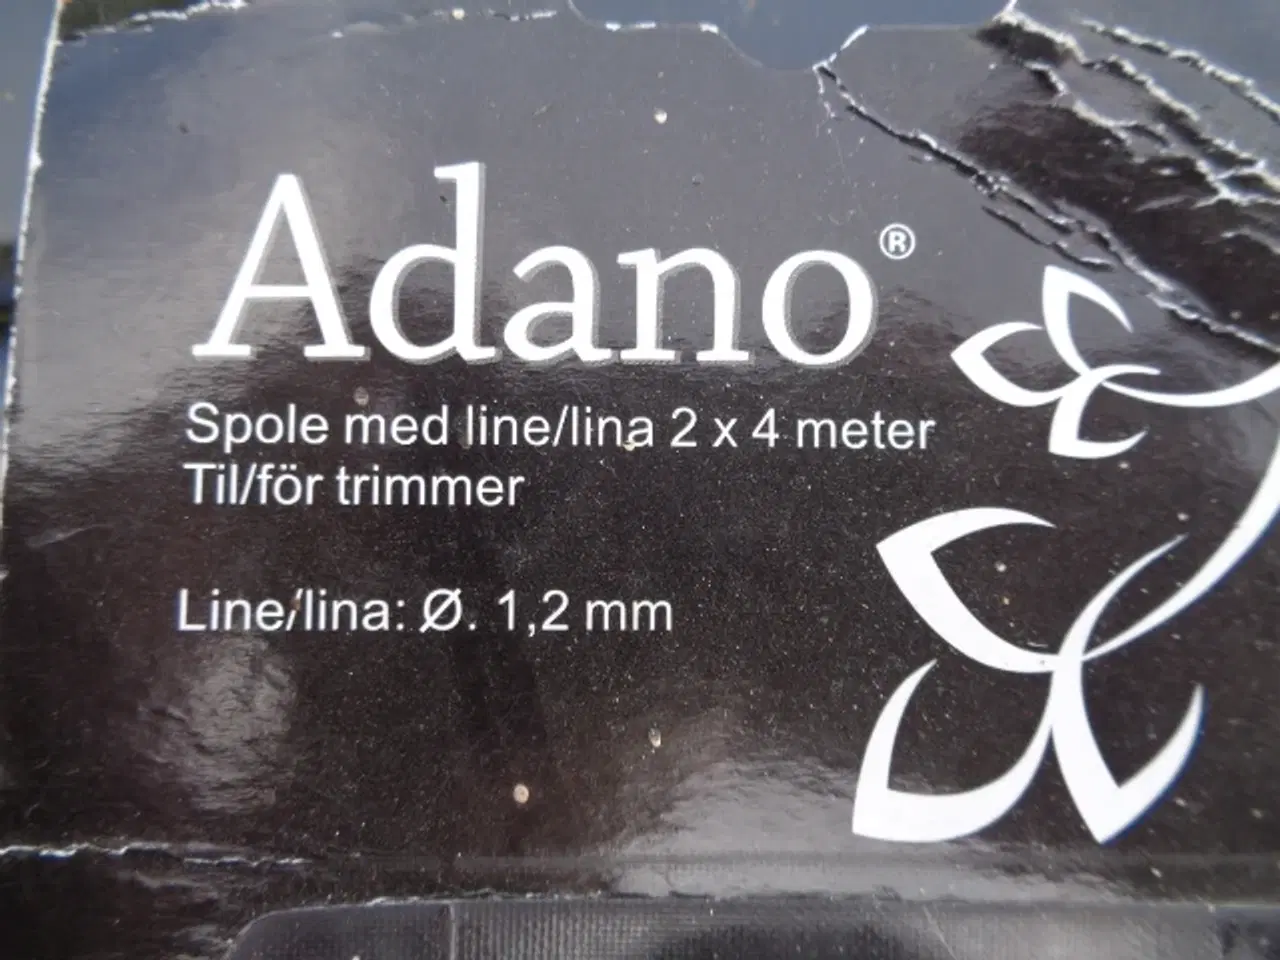 Adano®
Spole med line/lina 2 x 4 meter
Til/för trimmer
Line/lina: Ø. 1,2 mm